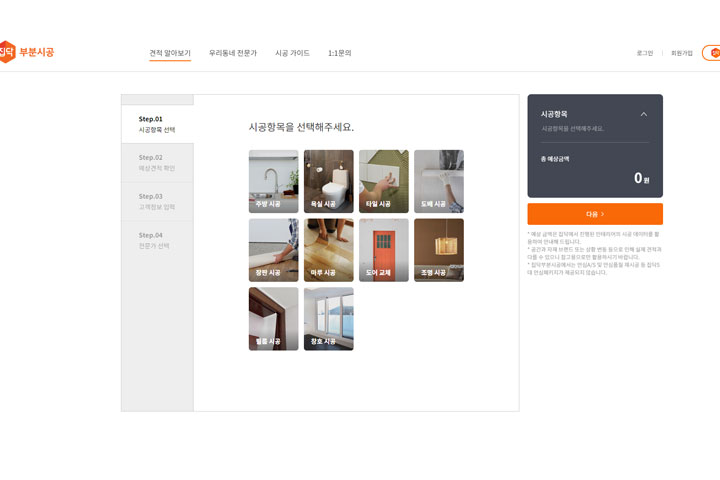 집닥 부분시공
견적 알아보기
우리동네 전문가
시공 가이드
1:1문의
로그인
회원가입
Step.01
시공항목 선택
Step.02
예상견적 확인
Step.03
고객정보 입력
Step.04
전문가 선택
시공항목을 선택해주세요.
주방 시공
욕실 시공
타일 시공
도배 시공
장판 시공
마루 시공
도어 교체
조명 시공
필름 시공
창호 시공
시공항목
시공항목을 선택해주세요.
총 예상금액
0 원
다음 >
* 예상 금액은 집닥에서 진행된 인테리어의 시공 데이터를 활
용하여 안내해 드립니다.
* 공간과 자재 브랜드 또는 상황 변동 등으로 인해 실제 견적과
다를 수 있으니 참고용으로만 활용하시기 바랍니다.
* 집닥부분시공에서는 안심A/S 및 안심품질 재시공 등 집닥5
대 안심패키지가 제공되지 않습니다.